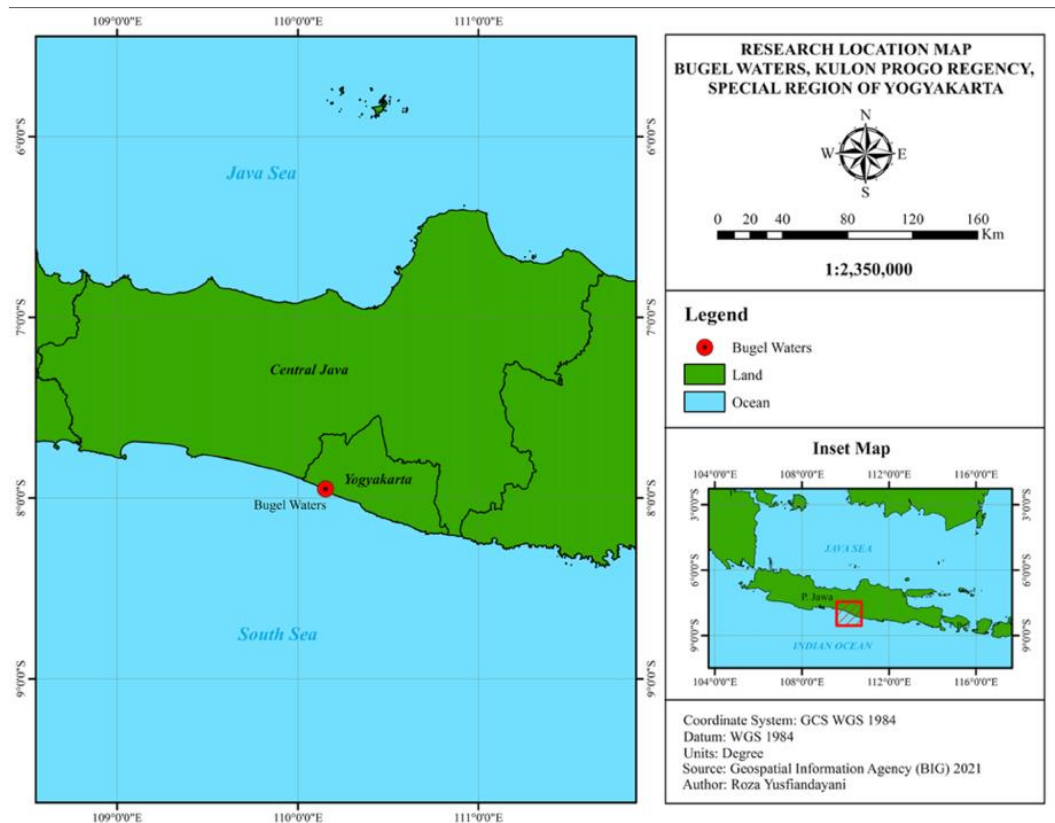 109°0'0"E 110°0'0"E 111°0'0"E
6°0'0"S
7°0'0"S
8°0'0"S
9°0'0"S
Java Sea
Central Java
Yogyakarta
Bugel Waters
South Sea
6°0'0"S
7°0'0"S
8°0'0"S
9°0'0"S
109°0'0"E 110°0'0"E 111°0'0"E
RESEARCH LOCATION MAP
BUGEL WATERS, KULON PROGO REGENCY,
SPECIAL REGION OF YOGYAKARTA
N
W E
S
0 20 40 80 120 160
Km
1:2,350,000
Legend
Bugel Waters
Land
Ocean
Inset Map
104°0'0"E 108°0'0"E 112°0'0"E 116°0'0"E
3°0'0"S
6°0'0"S
9°0'0"S
JAVA SEA
P. Jawa
INDIAN OCEAN
3°0'0"S
6°0'0"S
9°0'0"S
104°0'0"E 108°0'0"E 112°0'0"E 116°0'0"E
Coordinate System: GCS WGS 1984
Datum: WGS 1984
Units: Degree
Source: Geospatial Information Agency (BIG) 2021
Author: Roza Yusfiandayani